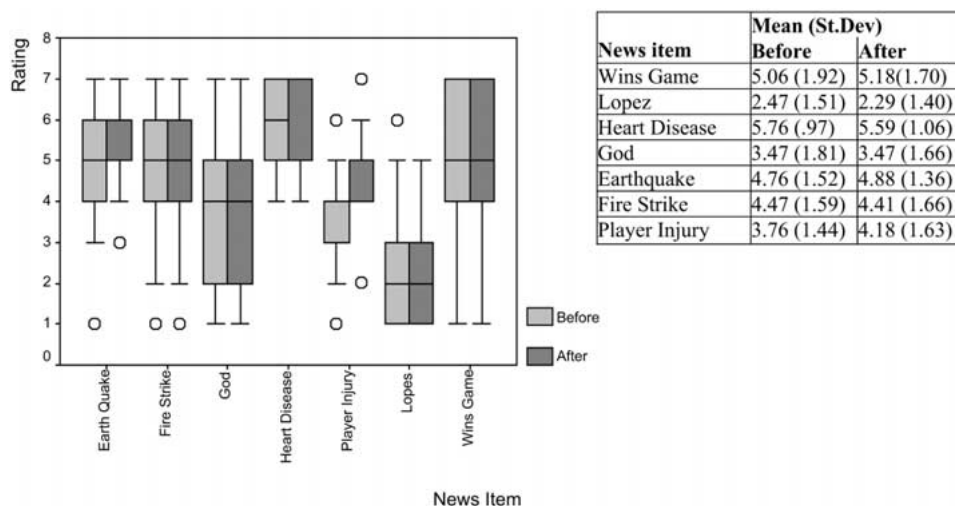 Rating
8
7
6
5
4
3
2
1
0
Earth Quake
Fire Strike
God
Heart Disease
Player Injury
Lopes
Wins Game
News Item
Before
After
Mean (St.Dev)
News item Before After
Wins Game 5.06 (1.92) 5.18(1.70)
Lopez 2.47 (1.51) 2.29 (1.40)
Heart Disease 5.76 (.97) 5.59 (1.06)
God 3.47 (1.81) 3.47 (1.66)
Earthquake 4.76 (1.52) 4.88 (1.36)
Fire Strike 4.47 (1.59) 4.41 (1.66)
Player Injury 3.76 (1.44) 4.18 (1.63)